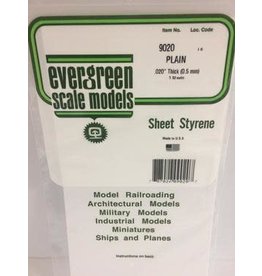 Item No. Loc. Code
9020
PLAIN
.020" Thick (0.5 mm)
evergreen
scale models
Sheet Styrene
Made in U.S.A.
Model Railroading
Architectural Models
Military Models
Industrial Models
Miniatures
Ships and Planes
Instructions on back.